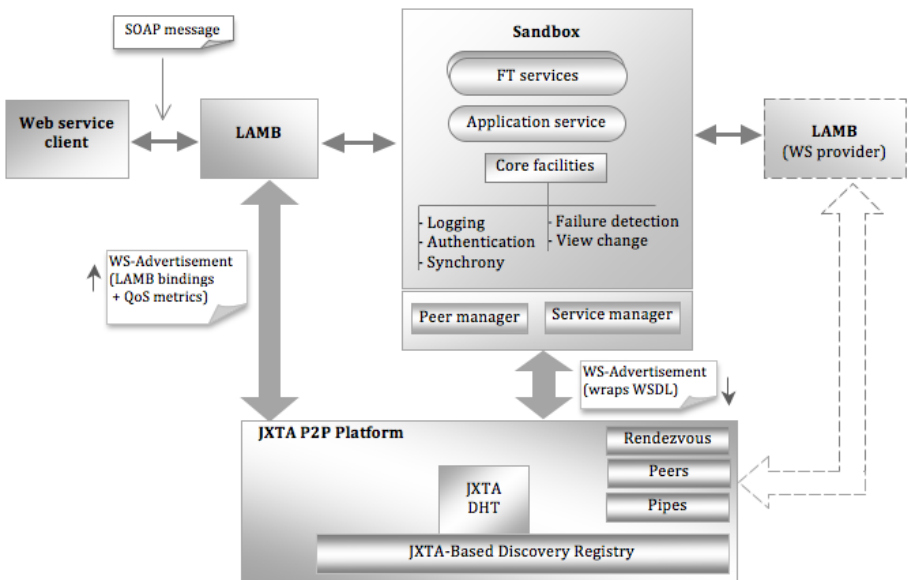 SOAP message
Web service
client
LAMB
Sandbox
FT services
Application service
Core facilities
- Logging
- Authentication
- Synchrony
- Failure detection
- View change
LAMB
(WS provider)
WS-Advertisement
(LAMB bindings
+ QoS metrics)
Peer manager
Service manager
WS-Advertisement
(wraps WSDL)
JXTA P2P Platform
Rendezvous
Peers
Pipes
JXTA
DHT
JXTA-Based Discovery Registry